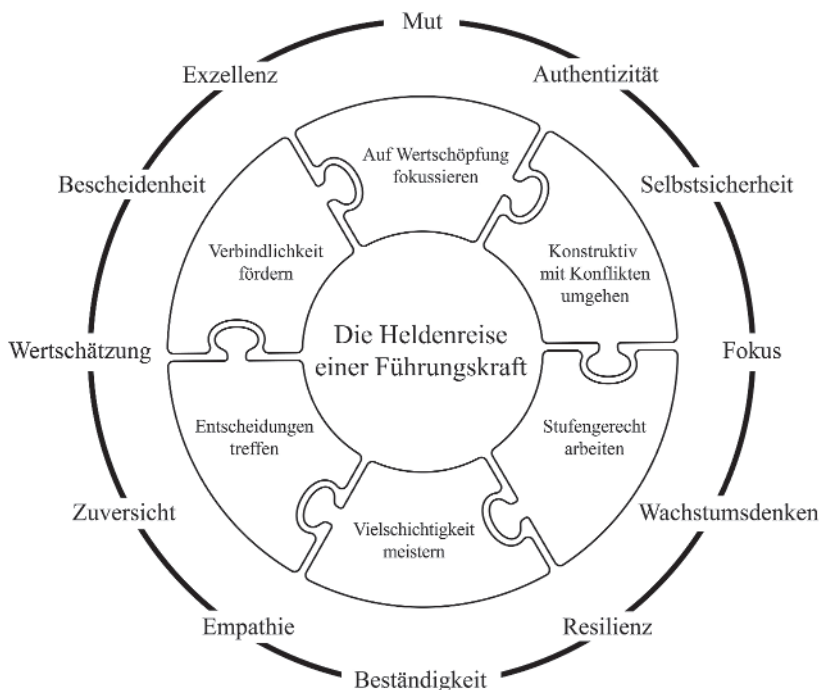 Mut
Exzellenz
Authentizität
Auf Wertschöpfung
fokussieren
Bescheidenheit
Selbstsicherheit
Verbindlichkeit
fördern
Konstruktiv
mit Konflikten
umgehen
Wertschätzung
Die Heldenreise
einer Führungskraft
Fokus
Entscheidungen
treffen
Stufengerecht
arbeiten
Zuversicht
Vielschichtigkeit
meistern
Wachstumsdenken
Empathie
Resilienz
Beständigkeit